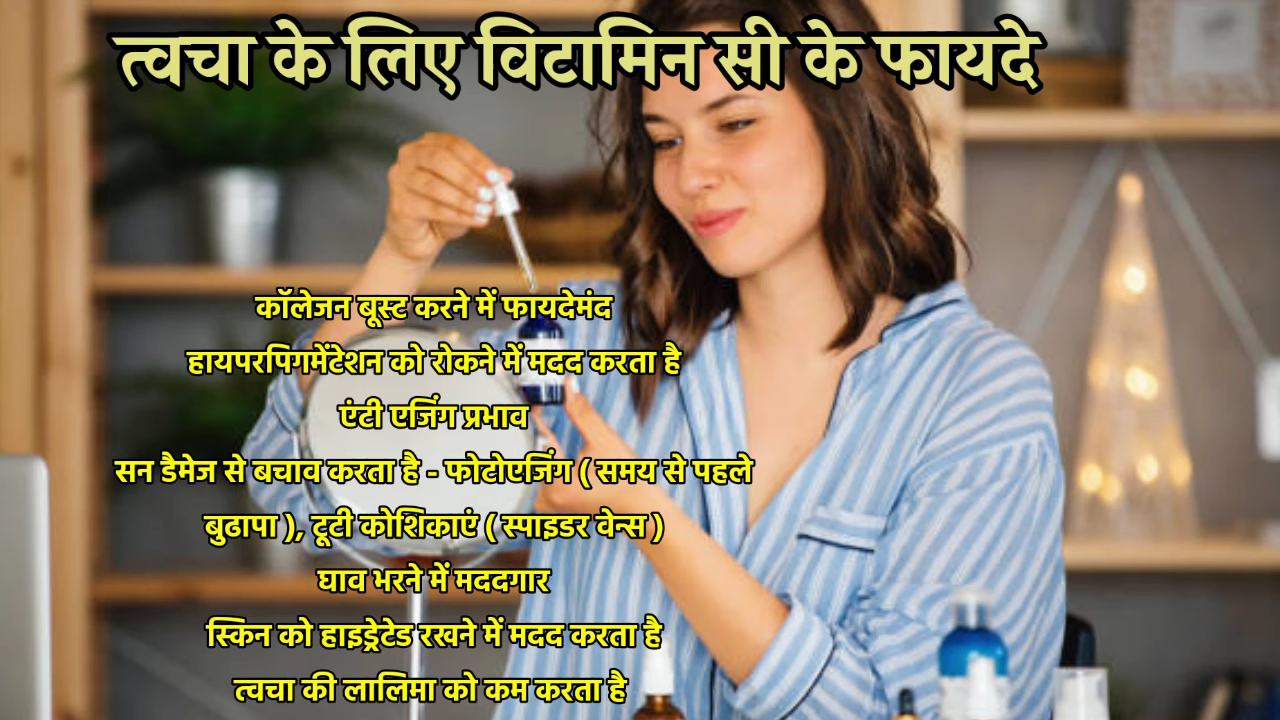 त्वचा के लिए विटामिन सी के फायदे
कॉलेजन बूस्ट करने में फायदेमंद
हायपरपिगमेंटेशन को रोकने में मदद करता है
एंटी एजिंग प्रभाव
सन डैमेज से बचाव करता है - फोटोएजिंग ( समय से पहले
बुढापा ), टूटी कोशिकाएं ( स्पाइडर वेन्स )
घाव भरने में मददगार
स्किन को हाइड्रेटेड रखने में मदद करता है
त्वचा की लालिमा को कम करता है